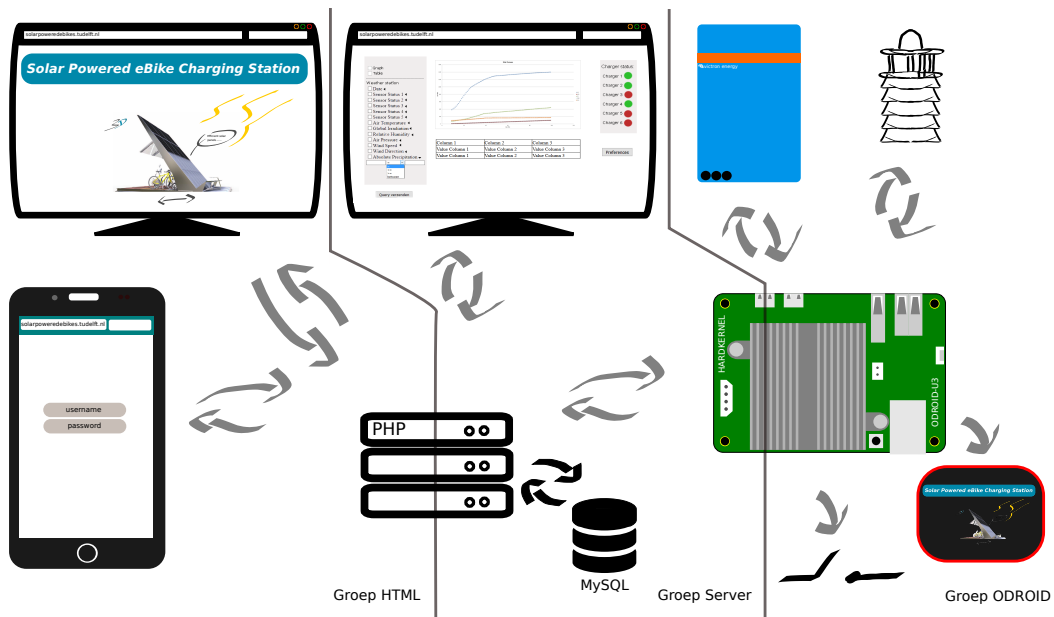 solarpoweredebikes.tudelft.nl
Solar Powered eBike Charging Station
solarpoweredebikes.tudelft.nl
Graph
Table
Weather station
Date
Sensor Status 1
Sensor Status 2
Sensor Status 3
Sensor Status 4
Sensor Status 5
Air Temperature
Global Irradiation
Relative Humidity
Air Pressure
Wind Speed
Wind Direction
Absolute Precipitation
Query verzenden
Charger status:
Charger 1
Charger 2
Charger 3
Charger 4
Charger 5
Charger 6
Preferences
Column 1 Column 2 Column 3
Value Column 1 Value Column 2 Value Column 3
Value Column 1 Value Column 2 Value Column 3
victron energy
solarpoweredebikes.tudelft.nl
username
password
PHP
MySQL
HARDKERNEL
ODROID-U3
Solar Powered eBike Charging Station
Groep HTML
Groep Server
Groep ODROID